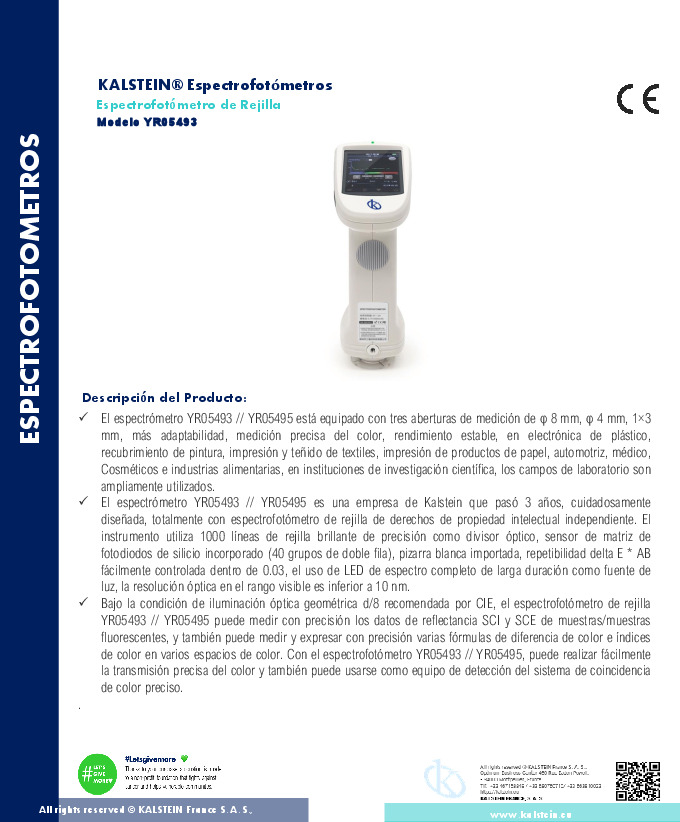 KALSTEIN® Espectrofotómetros
Espectrofotómetro de Rejilla
Modelo YR05493
CE
ESPECTROFOTOMETROS
Descripción del Producto:
✓ El espectrómetro YR05493 // YR05495 está equipado con tres aberturas de medición de φ 8 mm, φ 4 mm, 1×3
mm, más adaptabilidad, medición precisa del color, rendimiento estable, en electrónica de plástico,
recubrimiento de pintura, impresión y teñido de textiles, impresión de productos de papel, automotriz, médico,
Cosméticos e industrias alimentarias, en instituciones de investigación científica, los campos de laboratorio son
ampliamente utilizados.
✓ El espectrómetro YR05493 // YR05495 es una empresa de Kalstein que pasó 3 años, cuidadosamente
diseñada, totalmente con espectrofotómetro de rejilla de derechos de propiedad intelectual independiente. El
instrumento utiliza 1000 líneas de rejilla brillante de precisión como divisor óptico, sensor de matriz de
fotodiodos de silicio incorporado (40 grupos de doble fila), pizarra blanca importada, repetibilidad delta E * AB
fácilmente controlada dentro de 0.03, el uso de LED de espectro completo de larga duración como fuente de
luz, la resolución óptica en el rango visible es inferior a 10 nm.
✓ Bajo la condición de iluminación óptica geométrica d/8 recomendada por CIE, el espectrofotómetro de rejilla
YR05493 // YR05495 puede medir con precisión los datos de reflectancia SCI y SCE de muestras/muestras
fluorescentes, y también puede medir y expresar con precisión varias fórmulas de diferencia de color e índices
de color en varios espacios de color. Con el espectrofotómetro YR05493 // YR05495, puede realizar fácilmente
la transmisión precisa del color y también puede usarse como equipo de detección del sistema de coincidencia
de color preciso.
.
# LET'S
GIVE
MORE
#Letsgivemore
All rights reserved © KALSTEIN France S. A. S.,
KALSTEIN FRANCE, S. A. S
All rights reserved © KALSTEIN France S. A. S.,
www.kalstein.eu